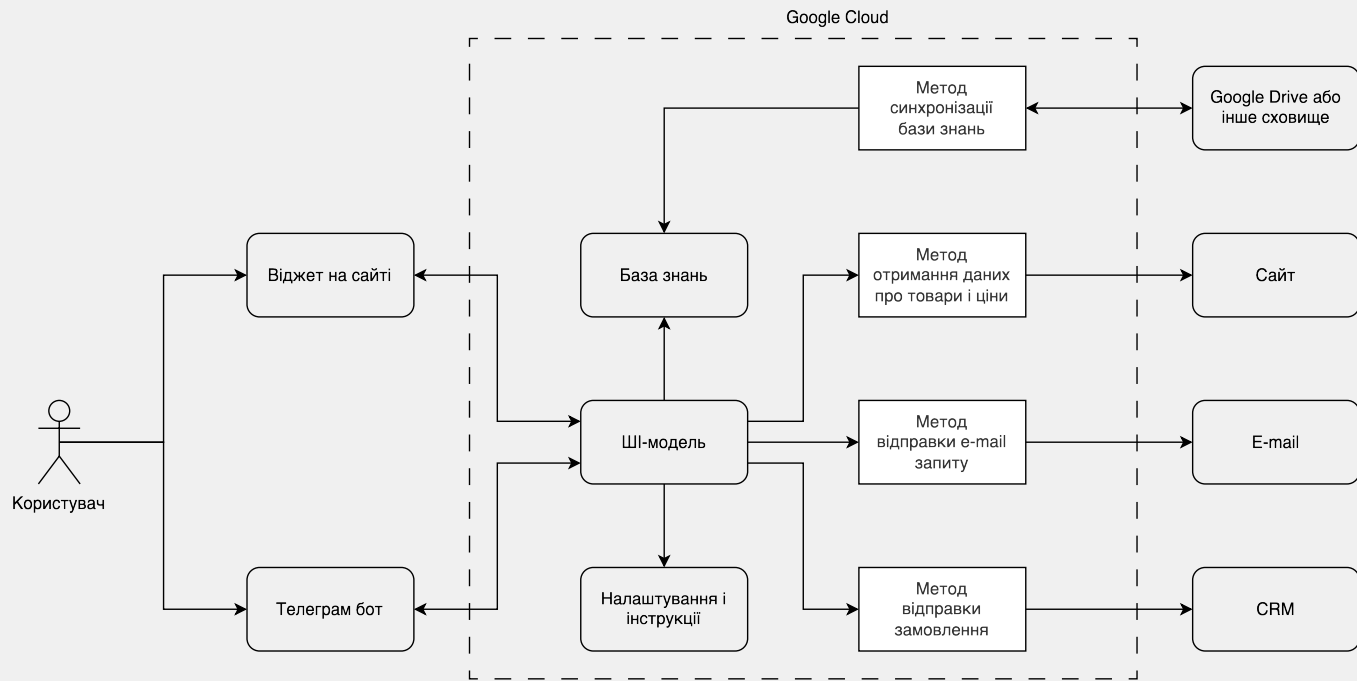 Google Cloud
Метод
синхронізації
бази знань
Google Drive або
інше сховище
Віджет на сайті
База знань
Метод
отримання даних
про товари і ціни
Сайт
Користувач
ШІ-модель
Метод
відправки e-mail
запиту
E-mail
Телеграм бот
Налаштування і
інструкції
Метод
відправки
замовлення
CRM